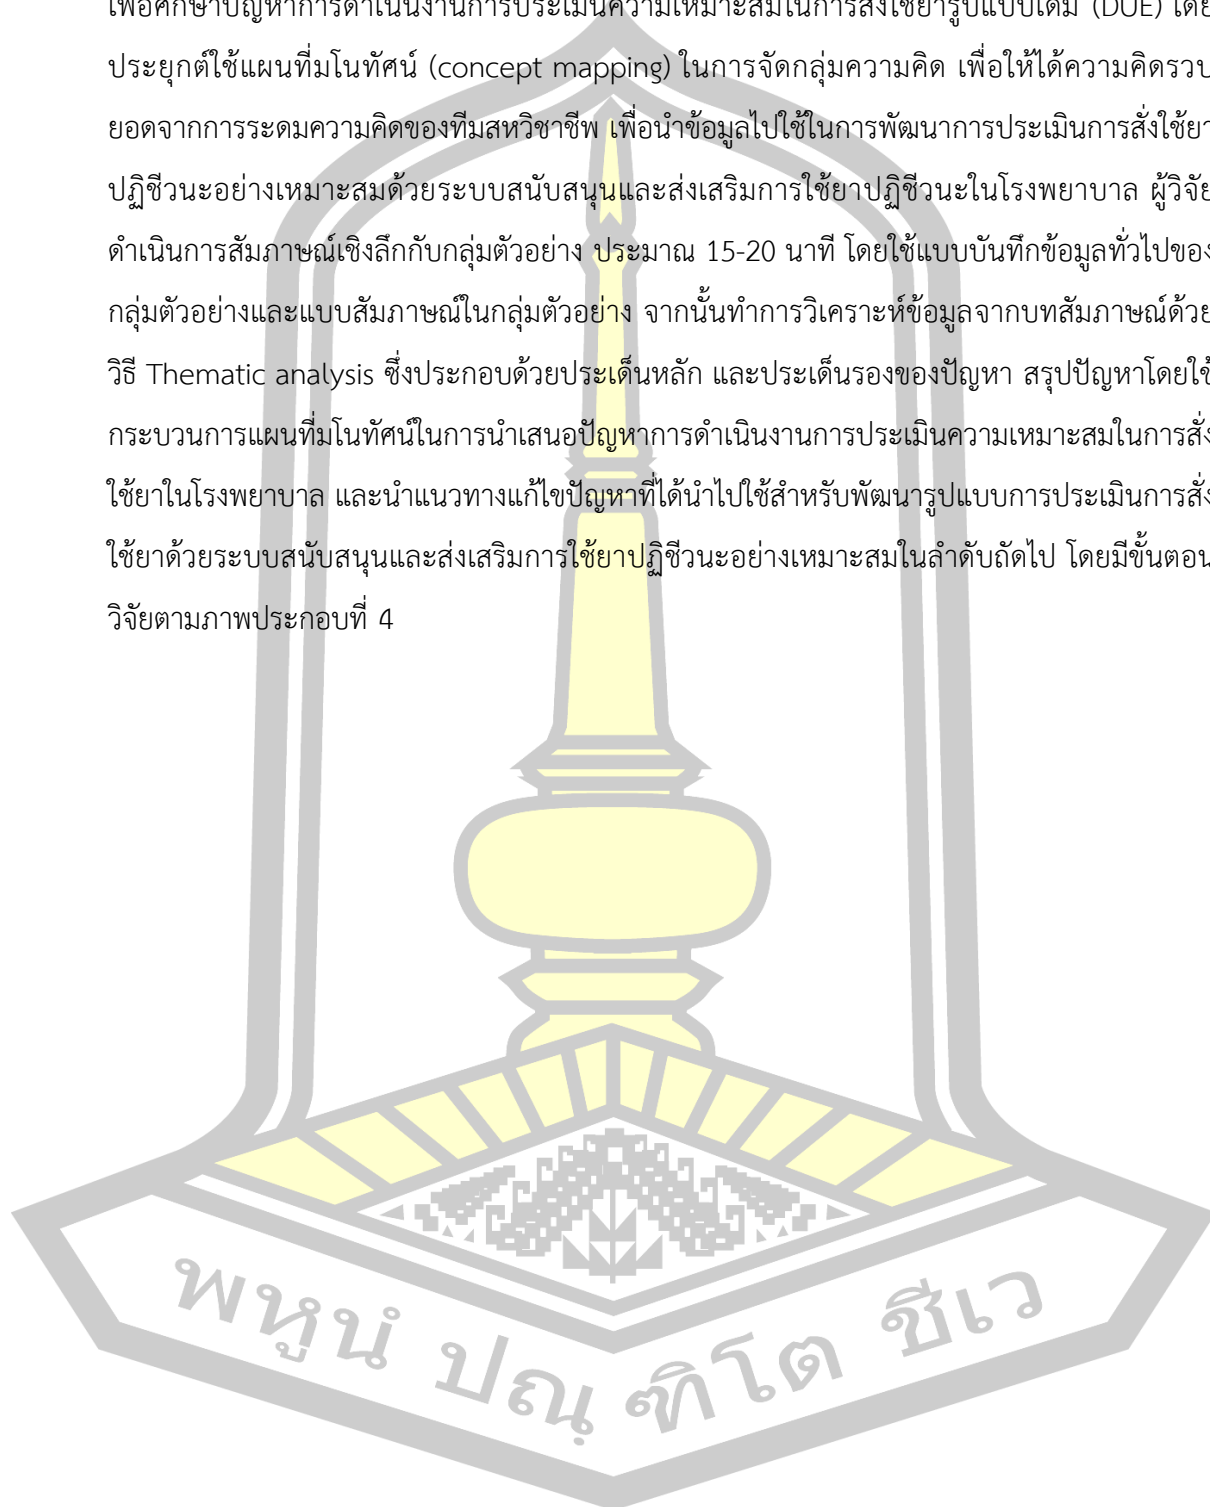 เพื่อศึกษาปัญหาการดำเนินงานการประเมินความเหมาะสมในการสั่งใช้ยารูปแบบเดิม (DUE) โดย
ประยุกต์ใช้แผนที่มโนทัศน์ (concept mapping) ในการจัดกลุ่มความคิด เพื่อให้ได้ความคิดรวบ
ยอดจากการระดมความคิดของทีมสหวิชาชีพ เพื่อนำข้อมูลไปใช้ในการพัฒนาการประเมินการสั่งใช้ยา
ปฏิชีวนะอย่างเหมาะสมด้วยระบบสนับสนุนและส่งเสริมการใช้ยาปฏิชีวนะในโรงพยาบาล ผู้วิจัย
ดำเนินการสัมภาษณ์เชิงลึกกับกลุ่มตัวอย่าง ประมาณ 15-20 นาที โดยใช้แบบบันทึกข้อมูลทั่วไปของ
กลุ่มตัวอย่างและแบบสัมภาษณ์ในกลุ่มตัวอย่าง จากนั้นทำการวิเคราะห์ข้อมูลจากบทสัมภาษณ์ด้วย
วิธี Thematic analysis ซึ่งประกอบด้วยประเด็นหลัก และประเด็นรองของปัญหา สรุปปัญหาโดยใช้
กระบวนการแผนที่มโนทัศน์ในการนำเสนอปัญหาการดำเนินงานการประเมินความเหมาะสมในการสั่ง
ใช้ยาในโรงพยาบาล และนำแนวทางแก้ไขปัญหาที่ได้นำไปใช้สำหรับพัฒนารูปแบบการประเมินการสั่ง
ใช้ยาด้วยระบบสนับสนุนและส่งเสริมการใช้ยาปฏิชีวนะอย่างเหมาะสมในลำดับถัดไป โดยมีขั้นตอน
วิจัยตามภาพประกอบที่ 4
พหูนํ ปณฺฑิโต ชีเว